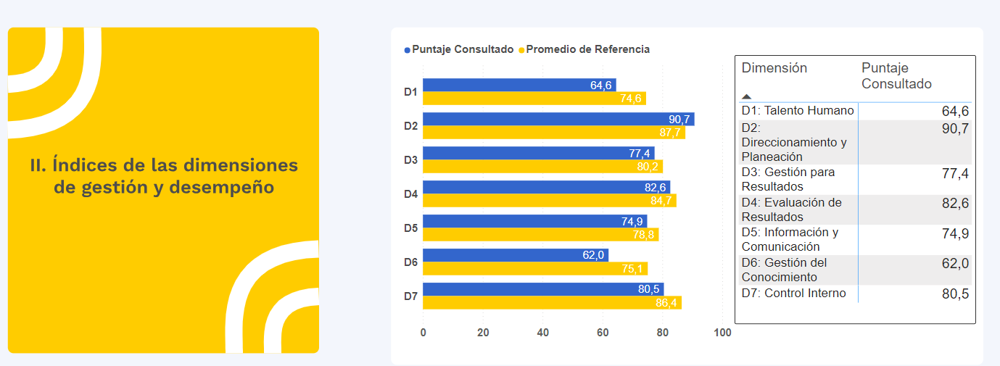 II. Índices de las dimensiones
de gestión y desempeño
Puntaje Consultado Promedio de Referencia
D1
64,6
74,6
D2
90,7
87,7
D3
77,4
80,2
D4
82,6
84,7
D5
74,9
78,8
D6
62,0
75,1
D7
80,5
86,4
0 20 40 60 80 100
Dimensión Puntaje
Consultado
D1: Talento Humano 64,6
D2: 90,7
Direccionamiento y
Planeación
D3: Gestión para 77,4
Resultados
D4: Evaluación de 82,6
Resultados
D5: Información y 74,9
Comunicación
D6: Gestión del 62,0
Conocimiento
D7: Control Interno 80,5